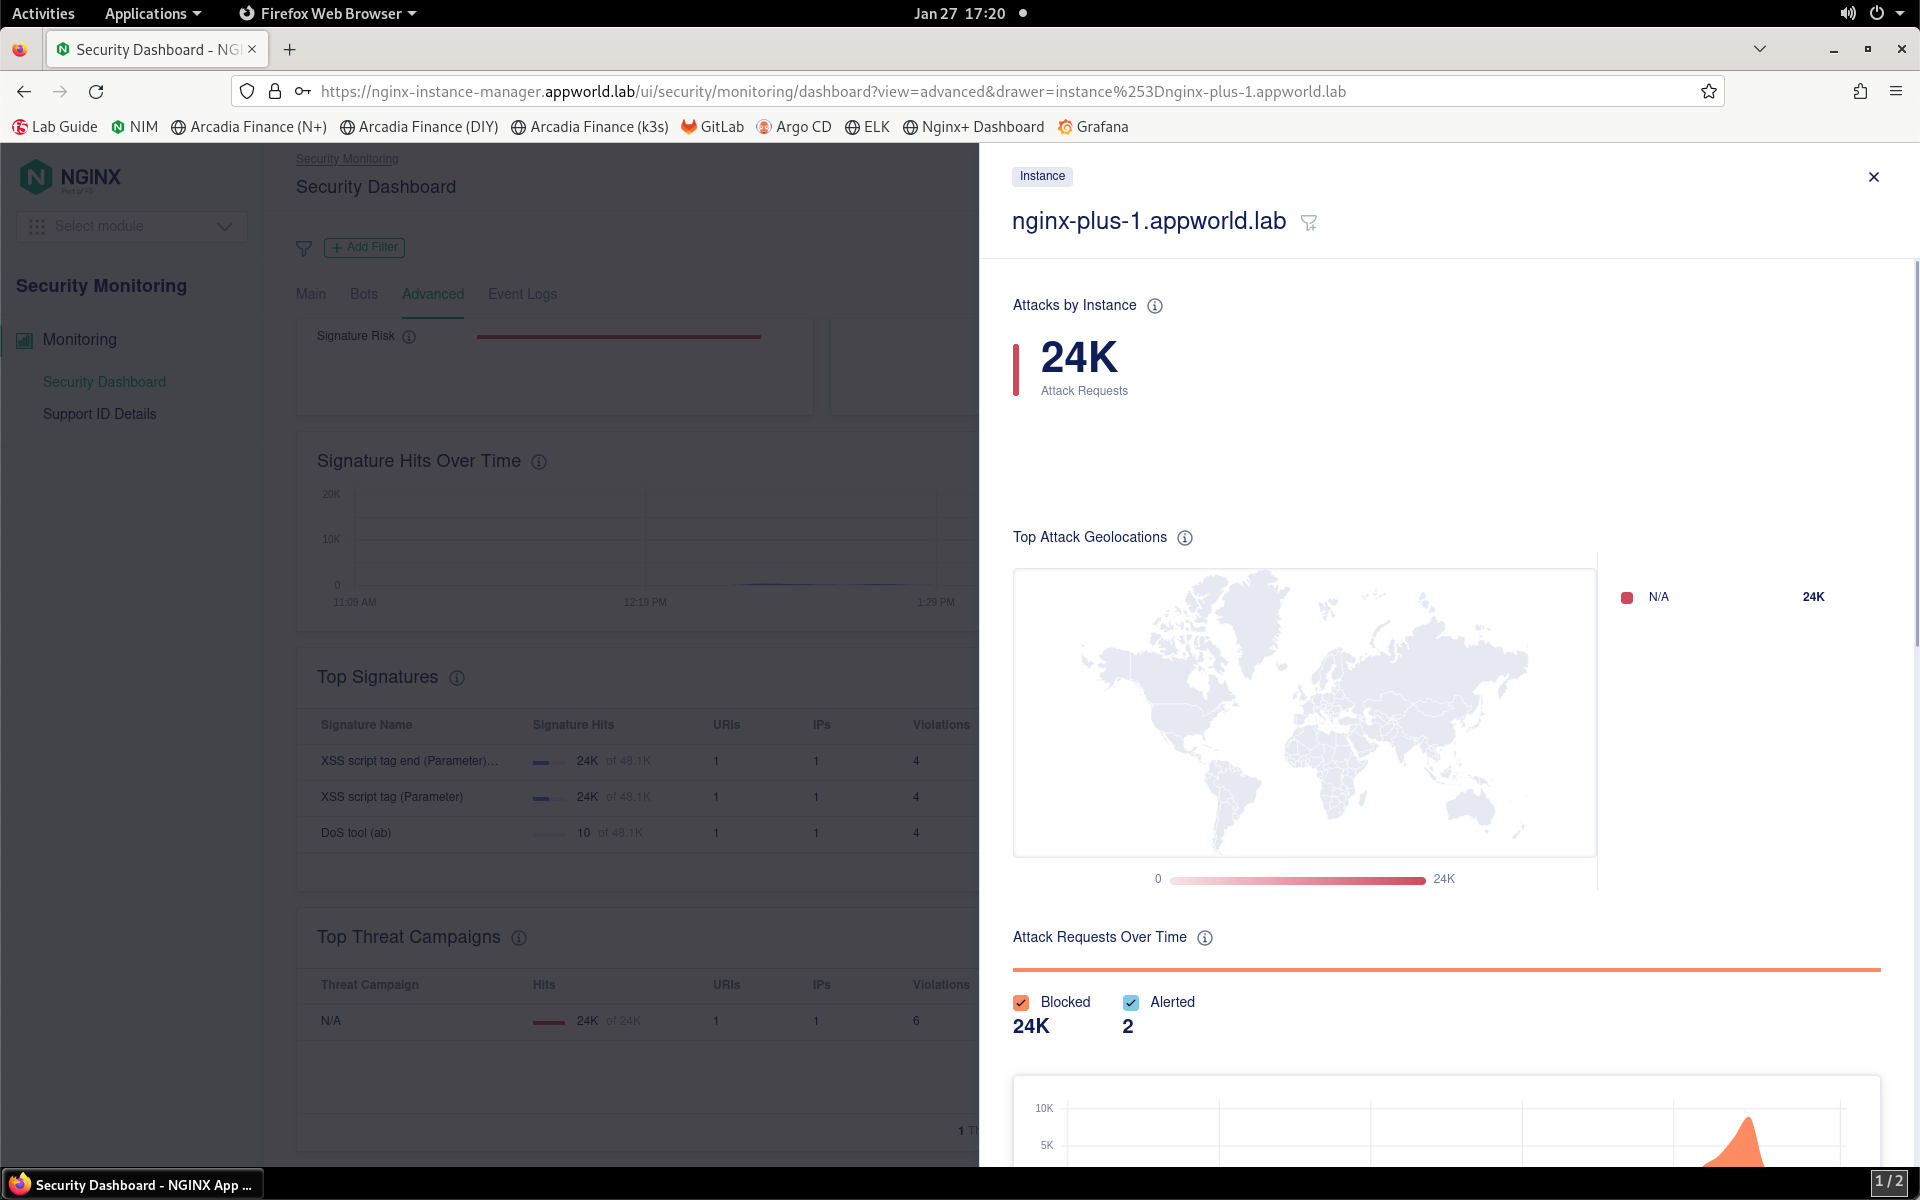 Activities Applications Firefox Web Browser Jan 27 17:20
Security Dashboard - NG
https://nginx-instance-manager.appworld.lab/ui/security/monitoring/dashboard?view=advanced&drawer=instance%253Dnginx-plus-1.appworld.lab
Lab Guide NIM Arcadia Finance (N+) Arcadia Finance (DIY) Arcadia Finance (k3s) GitLab Argo CD ELK Nginx+ Dashboard Grafana
NGINX
Part of F5
Select module
Security Monitoring
Monitoring
Security Dashboard
Support ID Details
Security Monitoring
Security Dashboard
Add Filter
Main Bots Advanced Event Logs
Signature Risk
Signature Hits Over Time
20K
10K
0
11:09 AM 12:19 PM 1:29 PM
Top Signatures
Signature Name Signature Hits URIs IPs Violations
XSS script tag end (Parameter)... 24K of 48.1K 1 1 4
XSS script tag (Parameter) 24K of 48.1K 1 1 4
DoS tool (ab) 10 of 48.1K 1 1 4
Top Threat Campaigns
Threat Campaign Hits URIs IPs Violations
N/A 24K of 24K 1 1 6
1 Th
Instance
nginx-plus-1.appworld.lab
Attacks by Instance
24K
Attack Requests
Top Attack Geolocations
N/A 24K
0 24K
Attack Requests Over Time
Blocked Alerted
24K 2
10K
5K
Security Dashboard - NGINX App ...
1 / 2